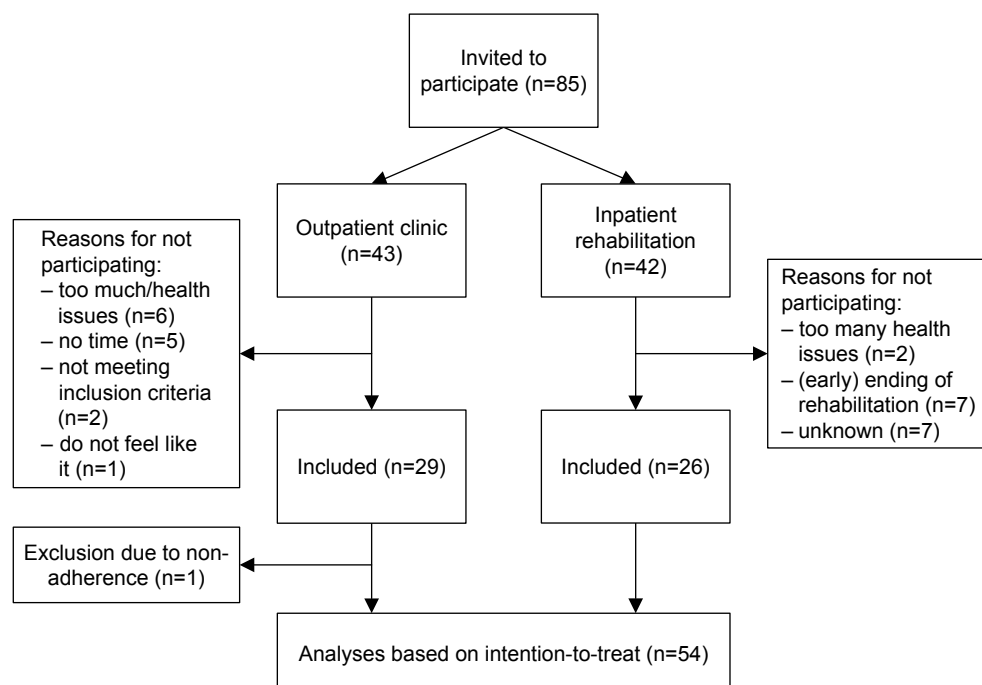 Invited to
participate (n=85)
Outpatient clinic
(n=43)
Inpatient
rehabilitation
(n=42)
Reasons for not
participating:
– too much/health
issues (n=6)
– no time (n=5)
– not meeting
inclusion criteria
(n=2)
– do not feel like
it (n=1)
Reasons for not
participating:
– too many health
issues (n=2)
– (early) ending of
rehabilitation (n=7)
– unknown (n=7)
Included (n=29)
Included (n=26)
Exclusion due to non-
adherence (n=1)
Analyses based on intention-to-treat (n=54)